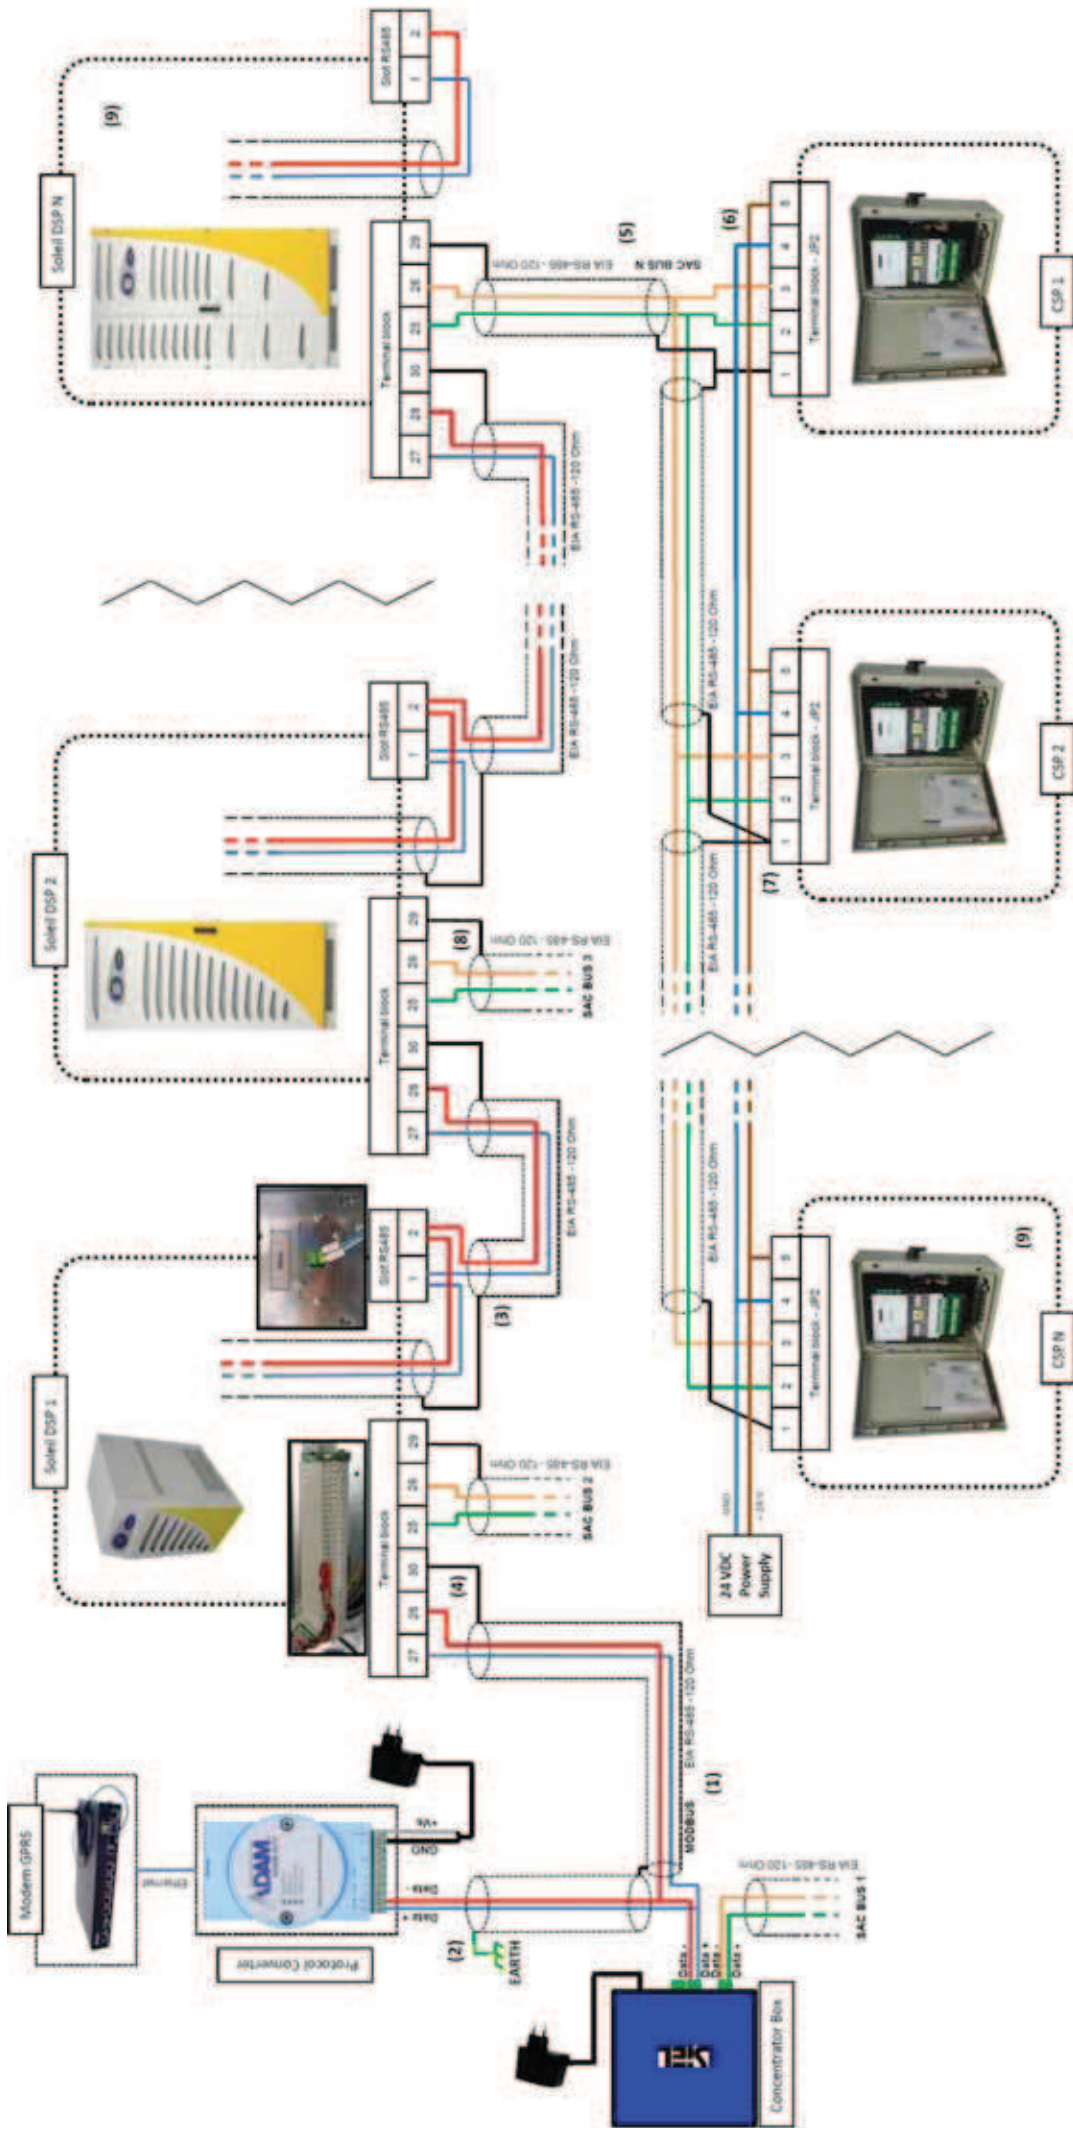 Modem GPRS
Ethernet
ADAM
Data +
Data -
GND
+Vs
Protocol Converter
(2)
EARTH
Data -
Data +
Data -
Data +
SIEL
Concentrator Box
EIA RS-485 -120 Ohm
SAC BUS 1
MODBUS
EIA RS-485 -120 Ohm
(1)
Soleil DSP 1
Terminal block
27
28
30
25
26
29
(4)
SAC BUS 2
EIA RS-485 -120 Ohm
Slot RS485
1
2
(3)
EIA RS-485 -120 Ohm
Soleil DSP 2
Terminal block
27
28
30
25
26
29
(8)
SAC BUS 3
EIA RS-485 -120 Ohm
Slot RS485
1
2
EIA RS-485 -120 Ohm
Soleil DSP N
(9)
Terminal block
27
28
30
25
26
29
EIA RS-485 -120 Ohm
Slot RS485
1
2
EIA RS-485 -120 Ohm
SAC BUS N
(5)
24 VDC
Power
Supply
GND
+24V
EIA RS-485 -120 Ohm
1
2
3
4
5
Terminal block - JP2
(9)
CSP N
EIA RS-485 -120 Ohm
(7)
EIA RS-485 -120 Ohm
1
2
3
4
5
Terminal block - JP2
CSP 2
(6)
1
2
3
4
5
Terminal block - JP2
CSP 1